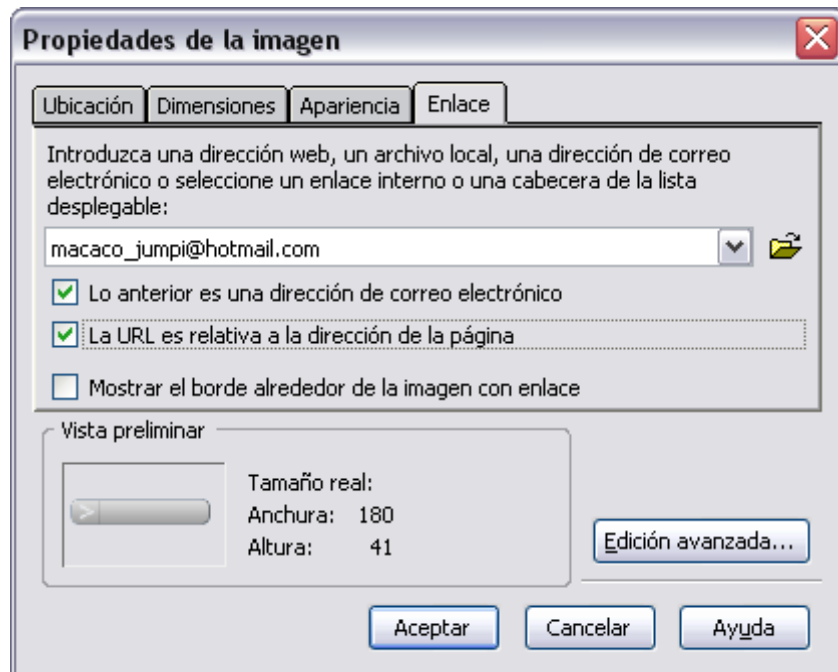 Propiedades de la imagen
Ubicación Dimensiones Apariencia Enlace
Introduzca una dirección web, un archivo local, una dirección de correo
electrónico o seleccione un enlace interno o una cabecera de la lista
desplegable:
macaco_jumpi@hotmail.com
Lo anterior es una dirección de correo electrónico
La URL es relativa a la dirección de la página
Mostrar el borde alrededor de la imagen con enlace
Vista preliminar
Tamaño real:
Anchura: 180
Altura: 41
Edición avanzada...
Aceptar Cancelar Ayuda